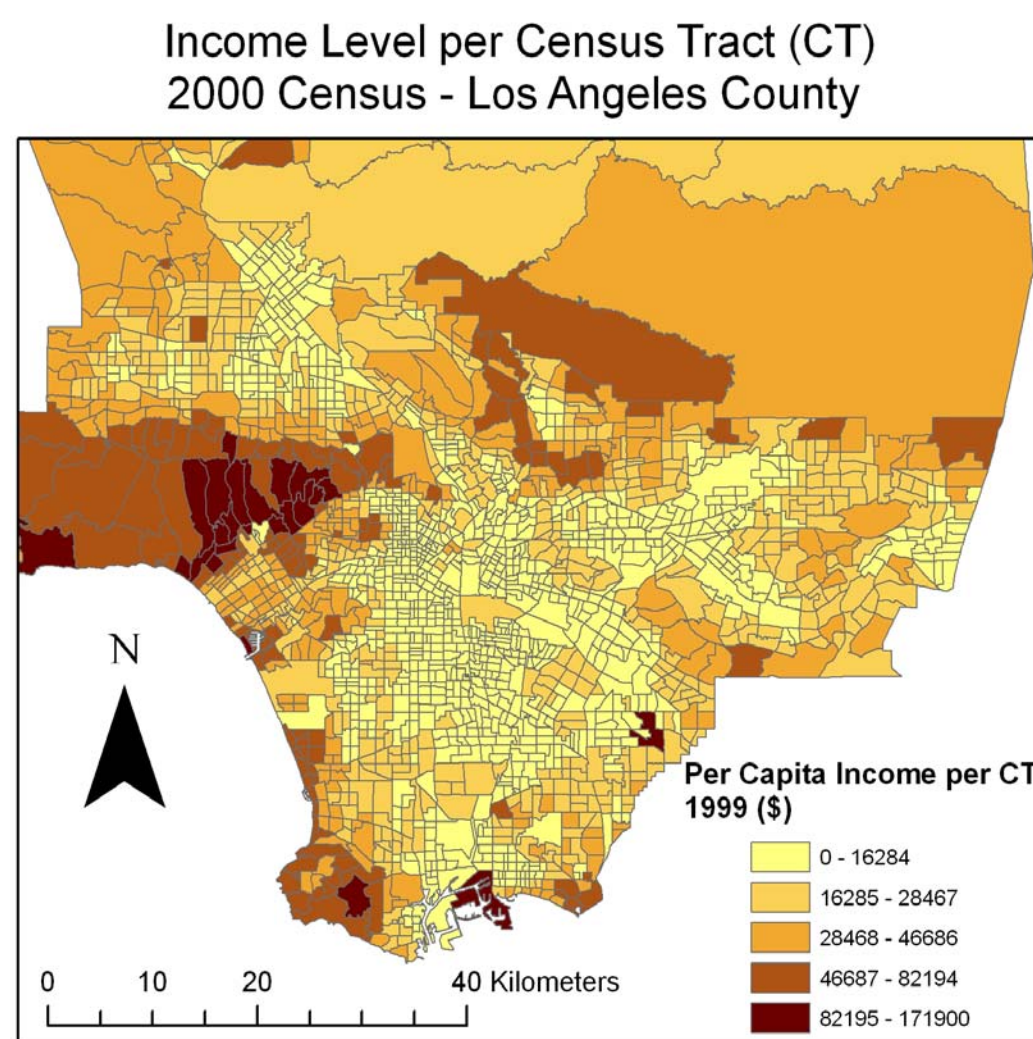 Income Level per Census Tract (CT)
2000 Census - Los Angeles County
N
Per Capita Income per CT
1999 ($)
0 - 16284
16285 - 28467
28468 - 46686
46687 - 82194
82195 - 171900
0 10 20 40 Kilometers